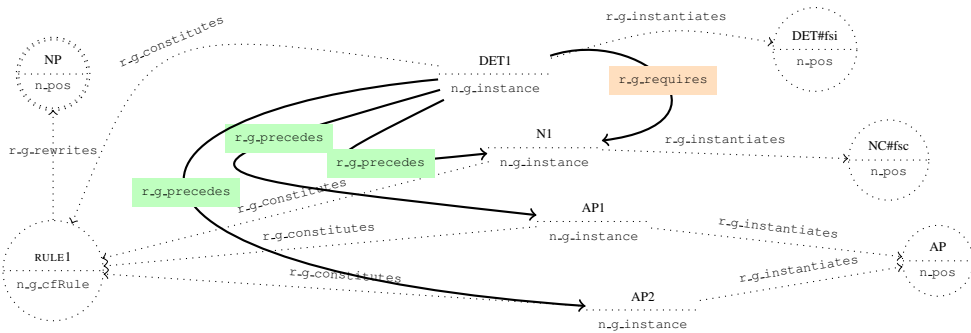 r_g_instantiates
r_g_constitutes
DET#fsi
n_pos
NP
n_pos
DET1
n_g_instance
r_g_requires
r_g_precedes
N1
n_g_instance
r_g_instantiates
NC#fsc
n_pos
r_g_rewrites
r_g_precedes
r_g_precedes
r_g_constitutes
AP1
n_g_instance
r_g_instantiates
r_g_constitutes
RULE1
n_g_cfRule
AP
n_pos
r_g_constitutes
r_g_instantiates
AP2
n_g_instance